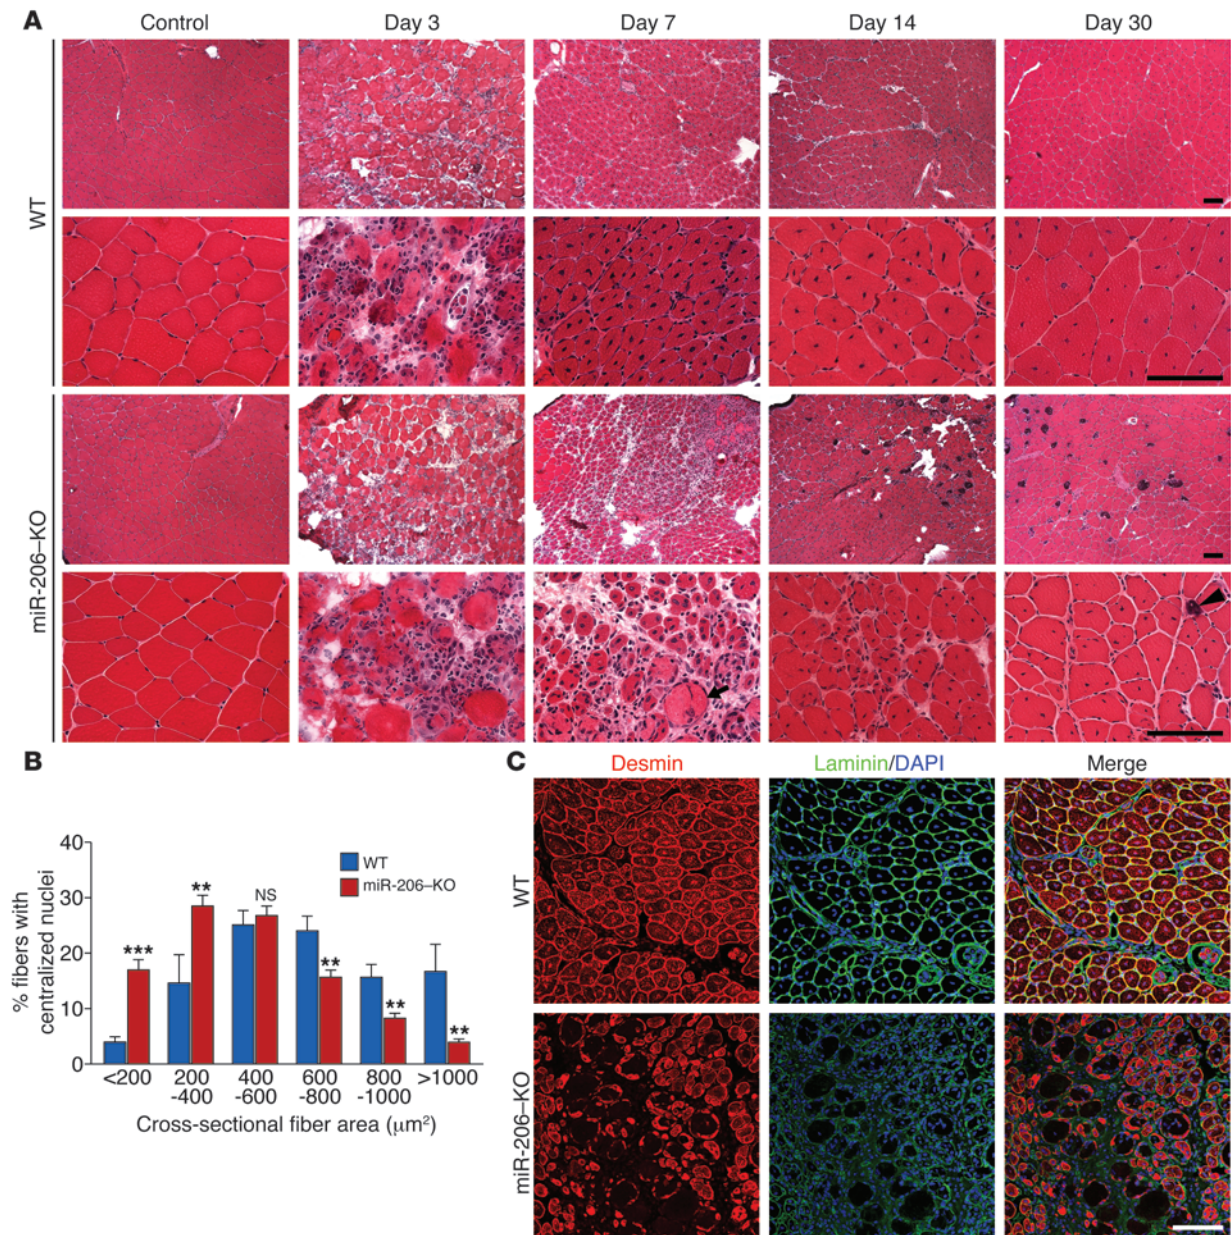 A
Control
Day 3
Day 7
Day 14
Day 30
WT
miR-206–KO
B
% fibers with
centralized nuclei
40
30
20
10
0
WT
miR-206–KO
***
**
NS
**
**
**
<200
200
-400
400
-600
600
-800
800
-1000
>1000
Cross-sectional fiber area (μm²)
C
Desmin
Laminin/DAPI
Merge
WT
miR-206–KO